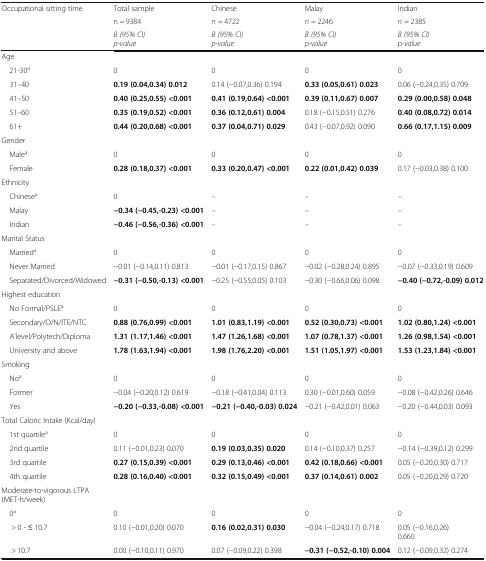 Occupational sitting time Total sample Chinese Malay Indian
n = 9384 n = 4722 n = 2246 n = 2385
B (95% CI) B (95% CI) B (95% CI) B (95% CI)
p-value p-value p-value p-value
Age
21-30ᵃ 0 0 0 0
31–40 0.19 (0.04,0.34) 0.012 0.14 (−0.07,0.36) 0.194 0.33 (0.05,0.61) 0.023 0.06 (−0.24,0.35) 0.709
41–50 0.40 (0.25,0.55) <0.001 0.41 (0.19,0.64) <0.001 0.39 (0.11,0.67) 0.007 0.29 (0.00,0.58) 0.048
51–60 0.35 (0.19,0.52) <0.001 0.36 (0.12,0.61) 0.004 0.18 (−0.15,0.51) 0.276 0.40 (0.08,0.72) 0.014
61+ 0.44 (0.20,0.68) <0.001 0.37 (0.04,0.71) 0.029 0.43 (−0.07,0.92) 0.090 0.66 (0.17,1.15) 0.009
Gender
Maleᵃ 0 0 0 0
Female 0.28 (0.18,0.37) <0.001 0.33 (0.20,0.47) <0.001 0.22 (0.01,0.42) 0.039 0.17 (−0.03,0.38) 0.100
Ethnicity
Chineseᵃ 0 – – –
Malay −0.34 (−0.45,-0.23) <0.001 – – –
Indian −0.46 (−0.56,-0.36) <0.001 – – –
Marital Status
Marriedᵃ 0 0 0 0
Never Married −0.01 (−0.14,0.11) 0.813 −0.01 (−0.17,0.15) 0.867 −0.02 (−0.28,0.24) 0.895 −0.07 (−0.33,0.19) 0.609
Separated/Divorced/Widowed −0.31 (−0.50,-0.13) <0.001 −0.25 (−0.55,0.05) 0.103 −0.30 (−0.66,0.06) 0.098 −0.40 (−0.72,-0.09) 0.012
Highest education
No Formal/PSLEᵃ 0 0 0 0
Secondary/O/N/ITE/NTC 0.88 (0.76,0.99) <0.001 1.01 (0.83,1.19) <0.001 0.52 (0.30,0.73) <0.001 1.02 (0.80,1.24) <0.001
A'level/Polytech/Diploma 1.31 (1.17,1.46) <0.001 1.47 (1.26,1.68) <0.001 1.07 (0.78,1.37) <0.001 1.26 (0.98,1.54) <0.001
University and above 1.78 (1.63,1.94) <0.001 1.98 (1.76,2.20) <0.001 1.51 (1.05,1.97) <0.001 1.53 (1.23,1.84) <0.001
Smoking
Noᵃ 0 0 0 0
Former −0.04 (−0.20,0.12) 0.619 −0.18 (−0.41,0.04) 0.113 0.30 (−0.01,0.60) 0.059 −0.08 (−0.42,0.26) 0.646
Yes −0.20 (−0.33,-0.08) <0.001 −0.21 (−0.40,-0.03) 0.024 −0.21 (−0.42,0.01) 0.063 −0.20 (−0.44,0.03) 0.093
Total Caloric Intake (Kcal/day)
1st quartileᵃ 0 0 0 0
2nd quartile 0.11 (−0.01,0.23) 0.070 0.19 (0.03,0.35) 0.020 0.14 (−0.10,0.37) 0.257 −0.14 (−0.39,0.12) 0.299
3rd quartile 0.27 (0.15,0.39) <0.001 0.29 (0.13,0.46) <0.001 0.42 (0.18,0.66) <0.001 0.05 (−0.20,0.30) 0.717
4th quartile 0.28 (0.16,0.40) <0.001 0.32 (0.15,0.49) <0.001 0.37 (0.14,0.61) 0.002 0.05 (−0.20,0.29) 0.720
Moderate-to-vigorous LTPA
(MET-h/week)
0ᵃ 0 0 0 0
> 0 - ≤ 10.7 0.10 (−0.01,0.20) 0.070 0.16 (0.02,0.31) 0.030 −0.04 (−0.24,0.17) 0.718 0.05 (−0.16,0.26)
0.660
> 10.7 0.00 (−0.10,0.11) 0.970 0.07 (−0.09,0.22) 0.398 −0.31 (−0.52,-0.10) 0.004 0.12 (−0.09,0.32) 0.274